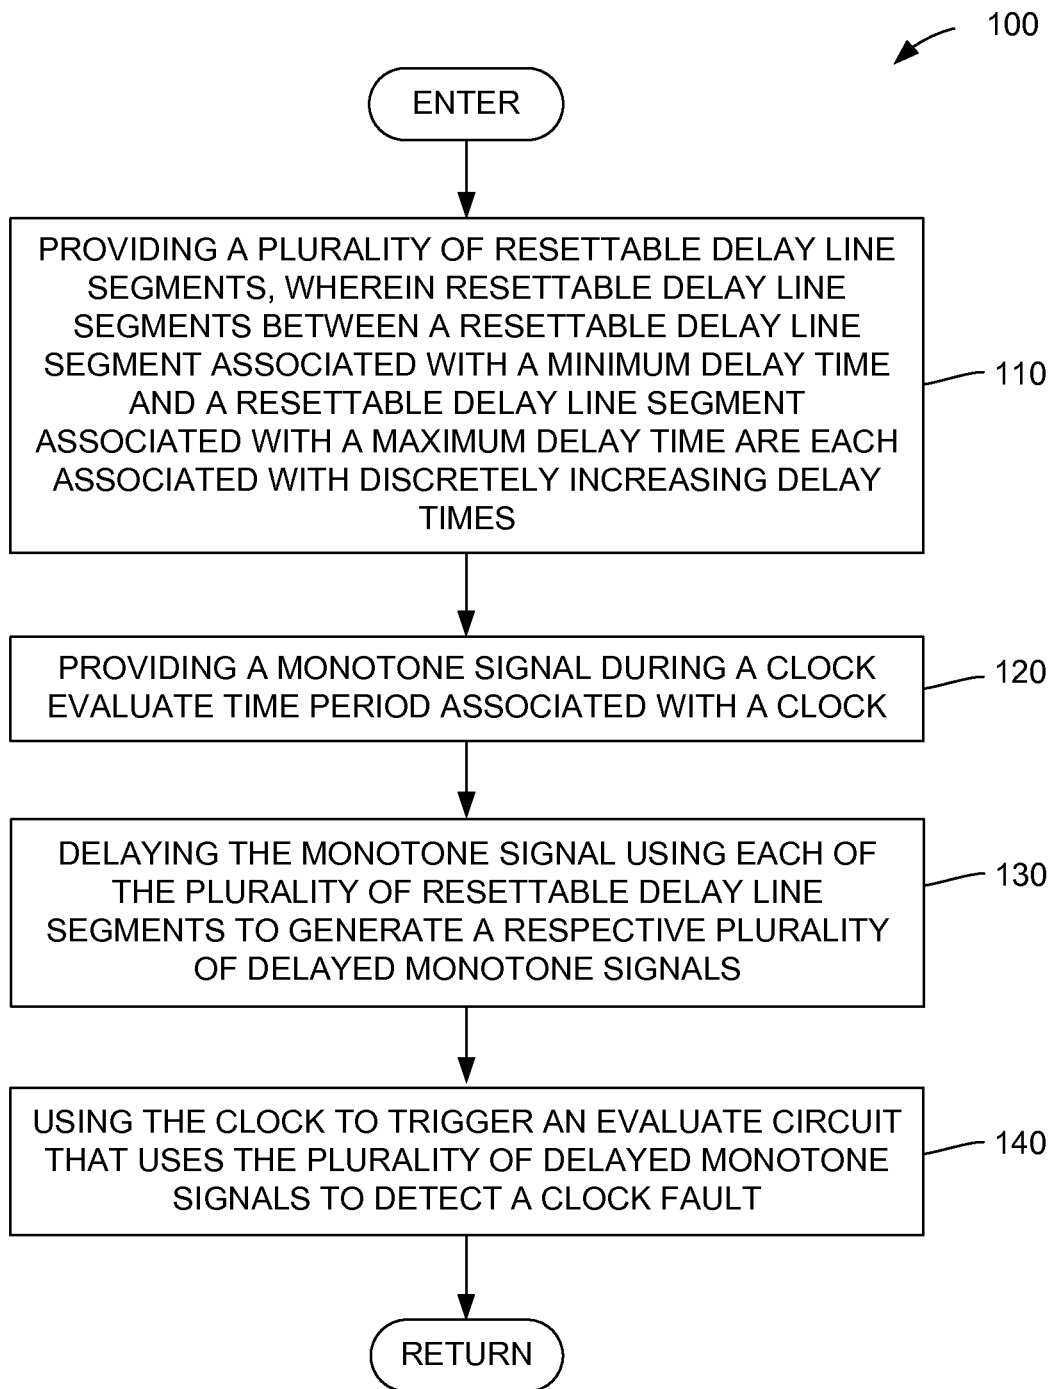 100
ENTER
PROVIDING A PLURALITY OF RESETTABLE DELAY LINE
SEGMENTS, WHEREIN RESETTABLE DELAY LINE
SEGMENTS BETWEEN A RESETTABLE DELAY LINE
SEGMENT ASSOCIATED WITH A MINIMUM DELAY TIME
AND A RESETTABLE DELAY LINE SEGMENT
ASSOCIATED WITH A MAXIMUM DELAY TIME ARE EACH
ASSOCIATED WITH DISCRETELY INCREASING DELAY
TIMES
110
PROVIDING A MONOTONE SIGNAL DURING A CLOCK
EVALUATE TIME PERIOD ASSOCIATED WITH A CLOCK
120
DELAYING THE MONOTONE SIGNAL USING EACH OF
THE PLURALITY OF RESETTABLE DELAY LINE
SEGMENTS TO GENERATE A RESPECTIVE PLURALITY
OF DELAYED MONOTONE SIGNALS
130
USING THE CLOCK TO TRIGGER AN EVALUATE CIRCUIT
THAT USES THE PLURALITY OF DELAYED MONOTONE
SIGNALS TO DETECT A CLOCK FAULT
140
RETURN